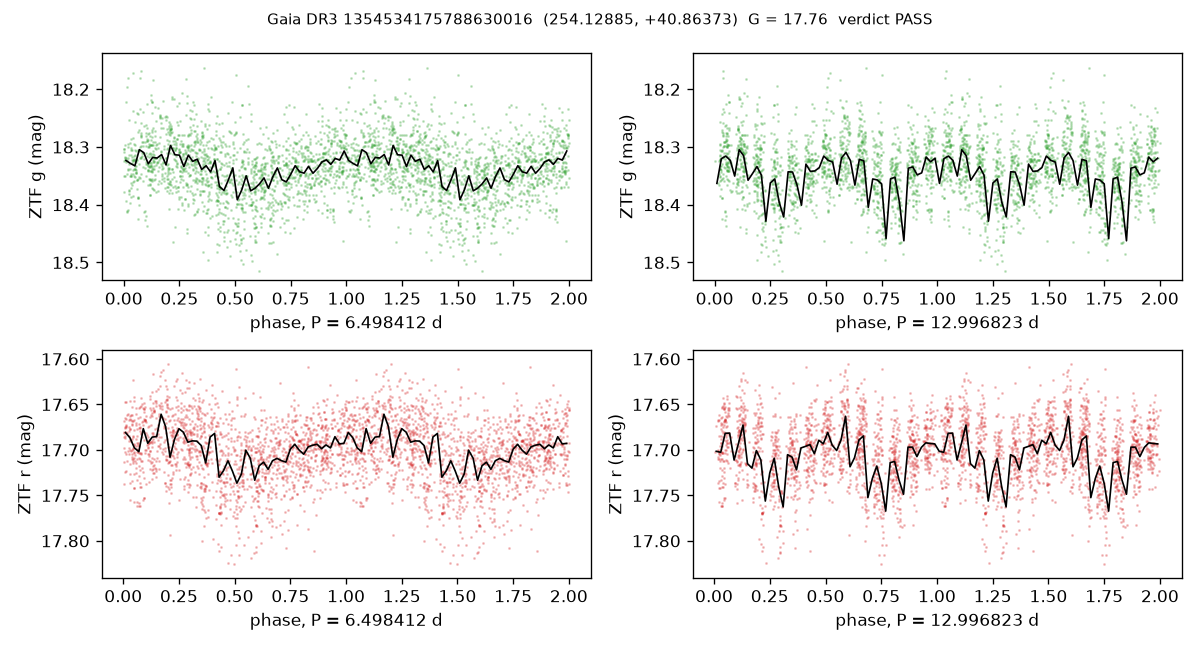 Gaia DR3 1354534175788630016 (254.12885, +40.86373) G = 17.76 verdict PASS
ZTF g (mag)
18.2
18.3
18.4
18.5
0.00 0.25 0.50 0.75 1.00 1.25 1.50 1.75 2.00
phase, P = 6.498412 d
ZTF g (mag)
18.2
18.3
18.4
18.5
0.00 0.25 0.50 0.75 1.00 1.25 1.50 1.75 2.00
phase, P = 12.996823 d
ZTF r (mag)
17.60
17.65
17.70
17.75
17.80
0.00 0.25 0.50 0.75 1.00 1.25 1.50 1.75 2.00
phase, P = 6.498412 d
ZTF r (mag)
17.60
17.65
17.70
17.75
17.80
0.00 0.25 0.50 0.75 1.00 1.25 1.50 1.75 2.00
phase, P = 12.996823 d